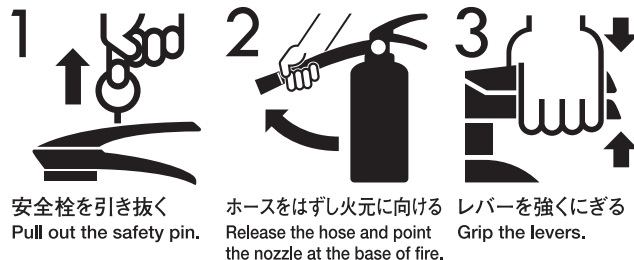 1
安全栓を引き抜く
Pull out the safety pin.
2
ホースをはずし火元に向ける
Release the hose and point
the nozzle at the base of fire.
3
レバーを強くにぎる
Grip the levers.